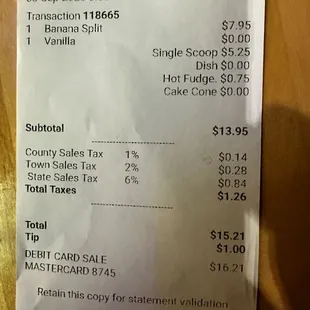 Transaction 118665
1 Banana Split $7.95
1 Vanilla $0.00
Single Scoop $5.25
Dish $0.00
Hot Fudge. $0.75
Cake Cone $0.00
Subtotal $13.95
County Sales Tax 1% $0.14
Town Sales Tax 2% $0.28
State Sales Tax 6% $0.84
Total Taxes $1.26
Total $15.21
Tip $1.00
DEBIT CARD SALE $16.21
MASTERCARD 8745
Retain this copy for statement validation